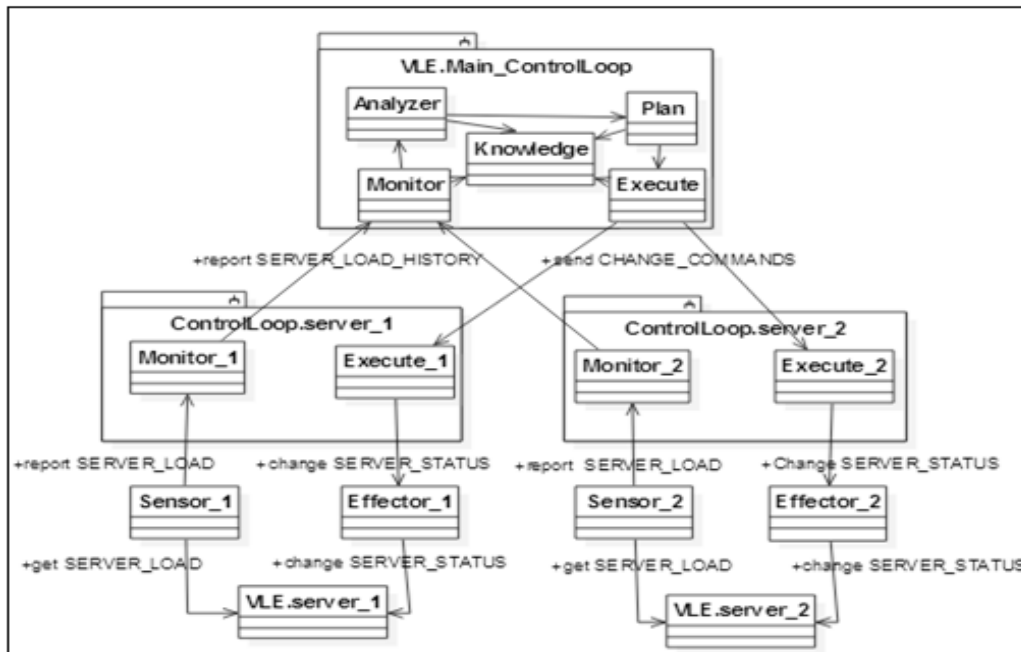 VLE.Main_ControlLoop
Analyzer
Plan
Knowledge
Monitor
Execute
+report SERVER_LOAD_HISTORY
+send CHANGE_COMMANDS
ControlLoop.server_1
ControlLoop.server_2
Monitor_1
Execute_1
Monitor_2
Execute_2
+report SERVER_LOAD
+change SERVER_STATUS
+report SERVER_LOAD
+Change SERVER_STATUS
Sensor_1
Effector_1
Sensor_2
Effector_2
+get SERVER_LOAD
+change SERVER_STATUS
+get SERVER_LOAD
+change SERVER_STATUS
VLE.server_1
VLE.server_2